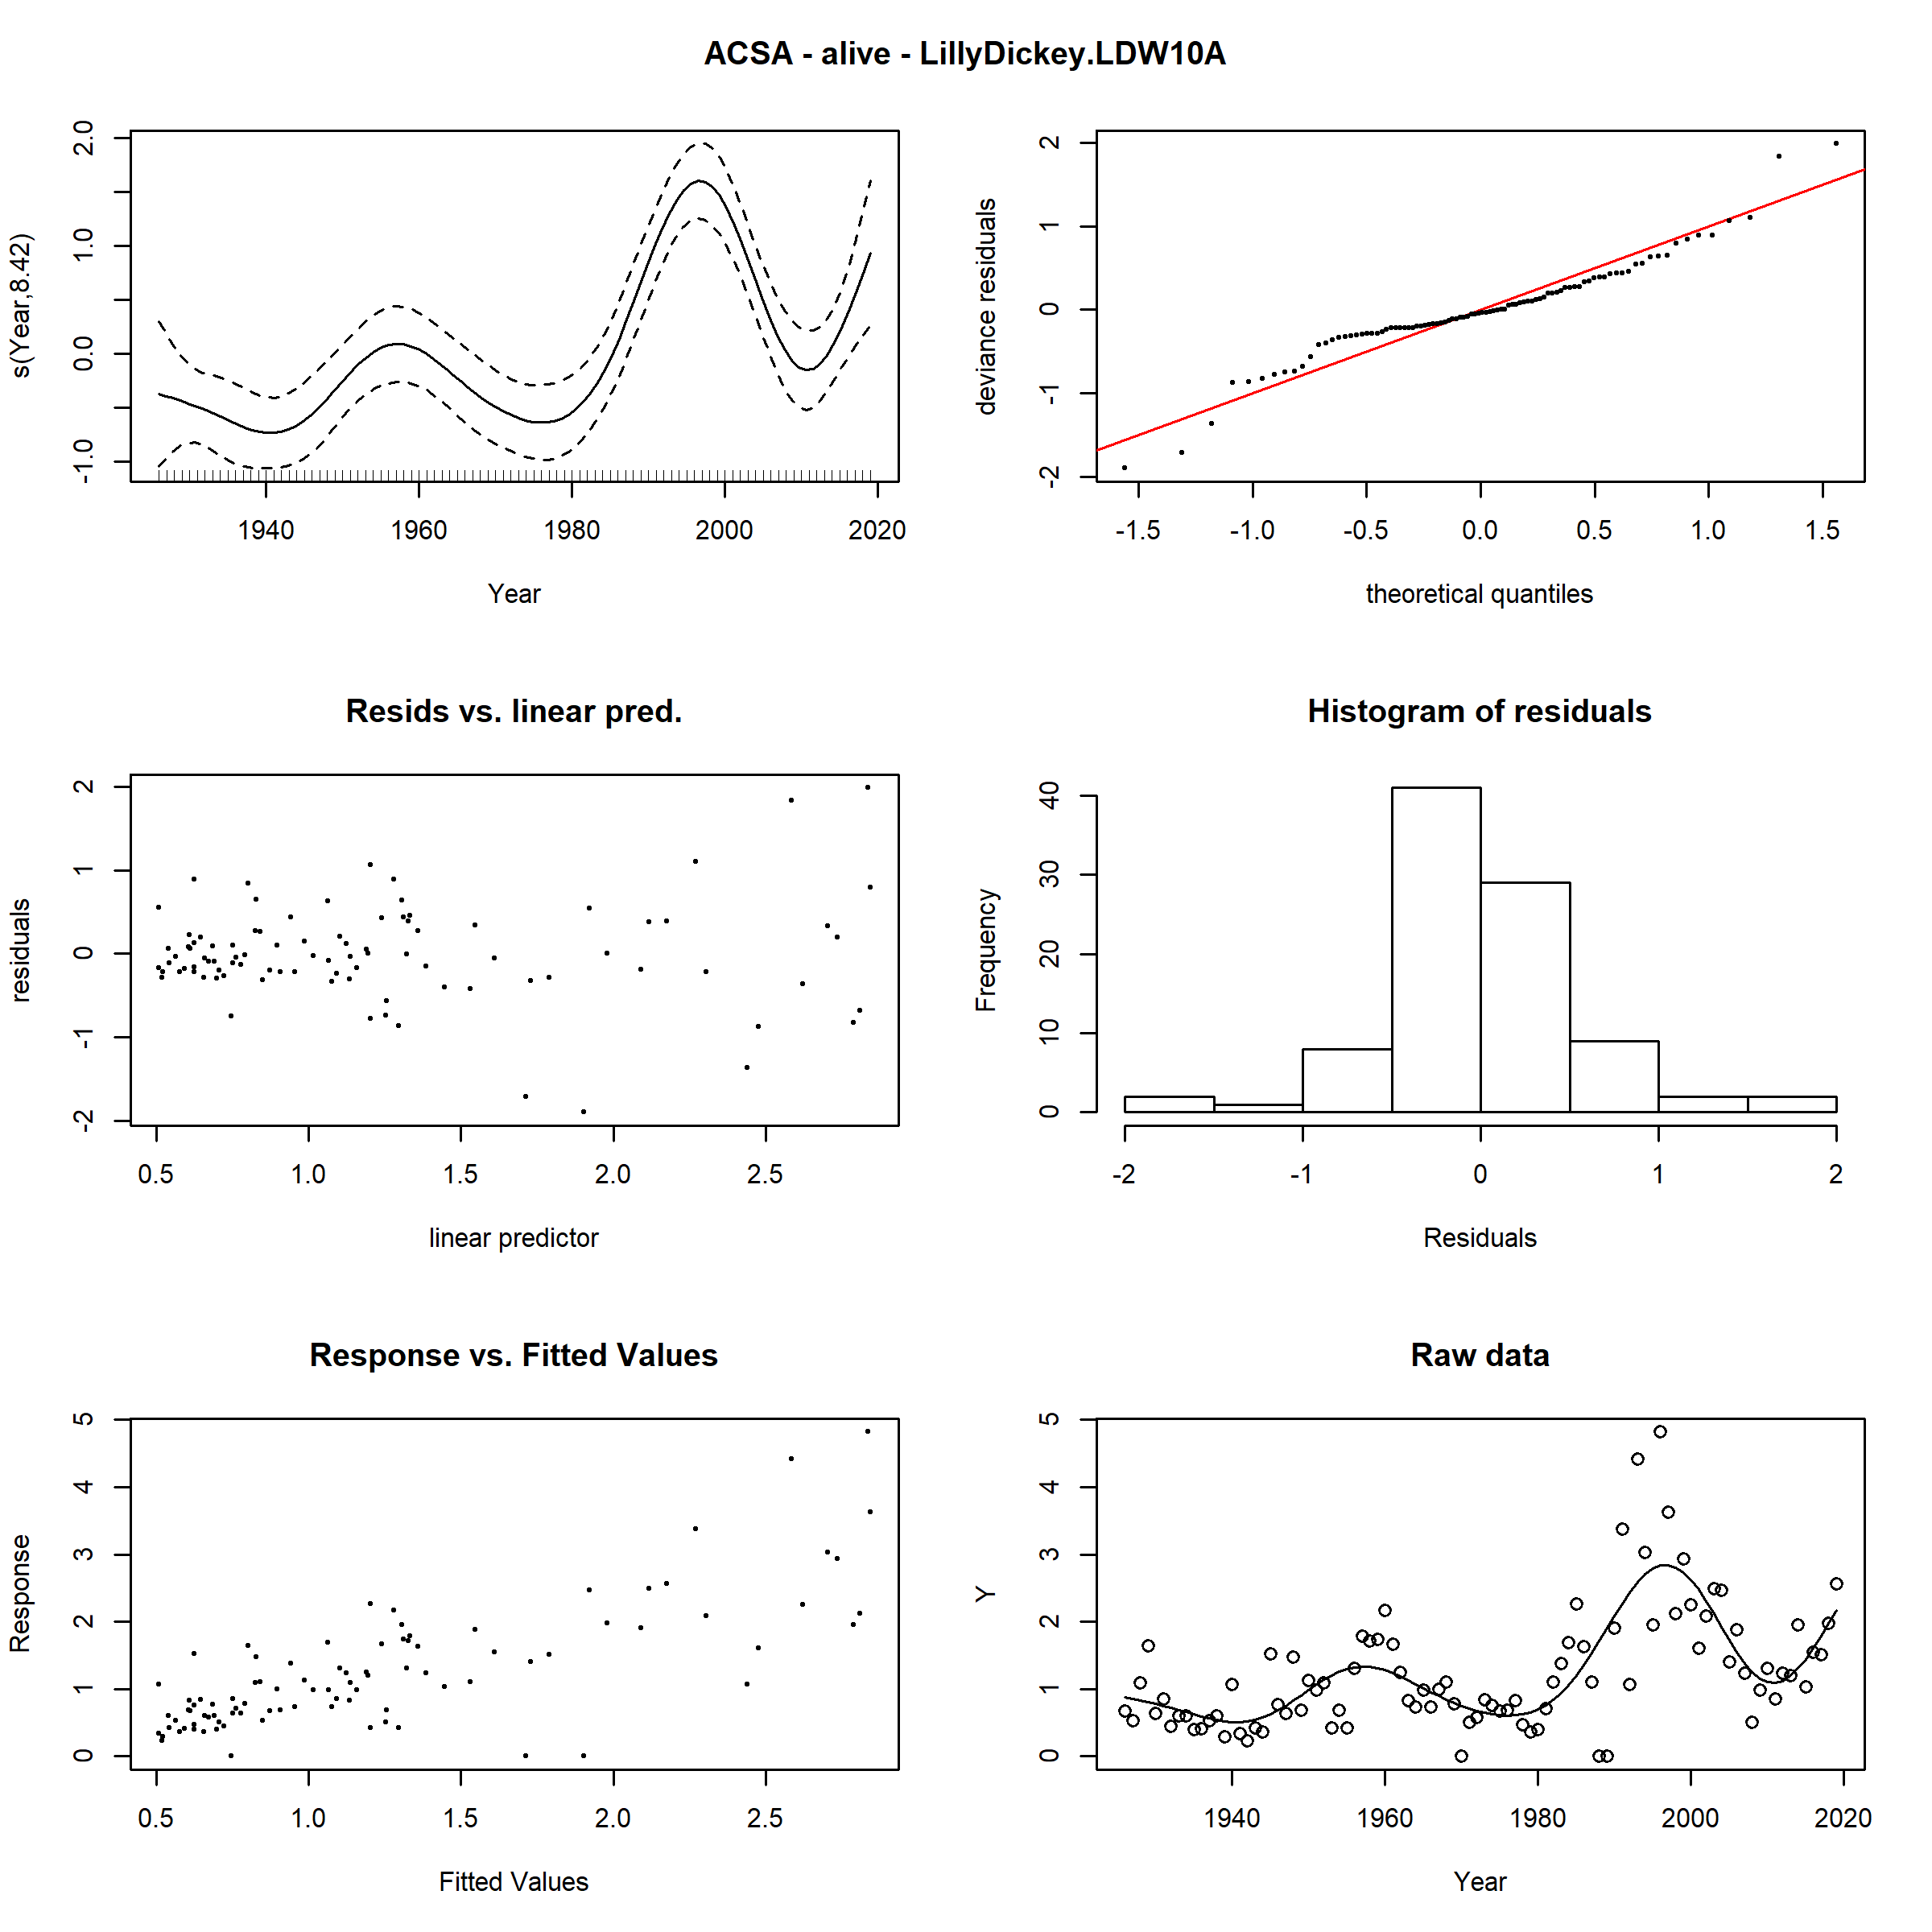 ACSA - alive - LillyDickey.LDW10A
s(Year,8.42)
-1.0 0.0 1.0 2.0
1940 1960 1980 2000 2020
Year
deviance residuals
-2 -1 0 1 2
-1.5 -1.0 -0.5 0.0 0.5 1.0 1.5
theoretical quantiles
Resids vs. linear pred.
residuals
-2 -1 0 1 2
0.5 1.0 1.5 2.0 2.5
linear predictor
Histogram of residuals
Frequency
0 10 20 30 40
-2 -1 0 1 2
Residuals
Response vs. Fitted Values
Response
0 1 2 3 4 5
0.5 1.0 1.5 2.0 2.5
Fitted Values
Raw data
Y
0 1 2 3 4 5
1940 1960 1980 2000 2020
Year